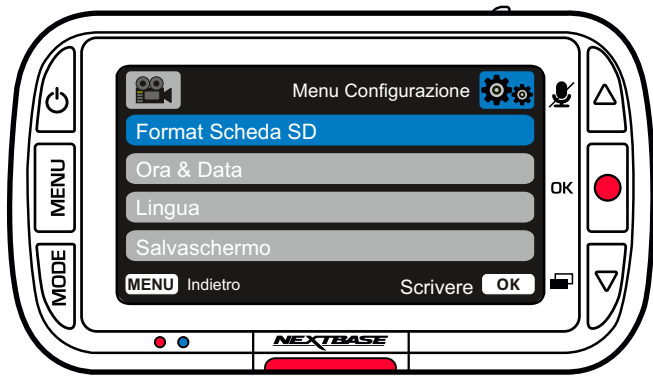 Menu Configurazione
Format Scheda SD
Ora & Data
Lingua
Salvaschermo
MENU Indietro Scrivere OK
MENU
MODE
OK
NEXTBASE